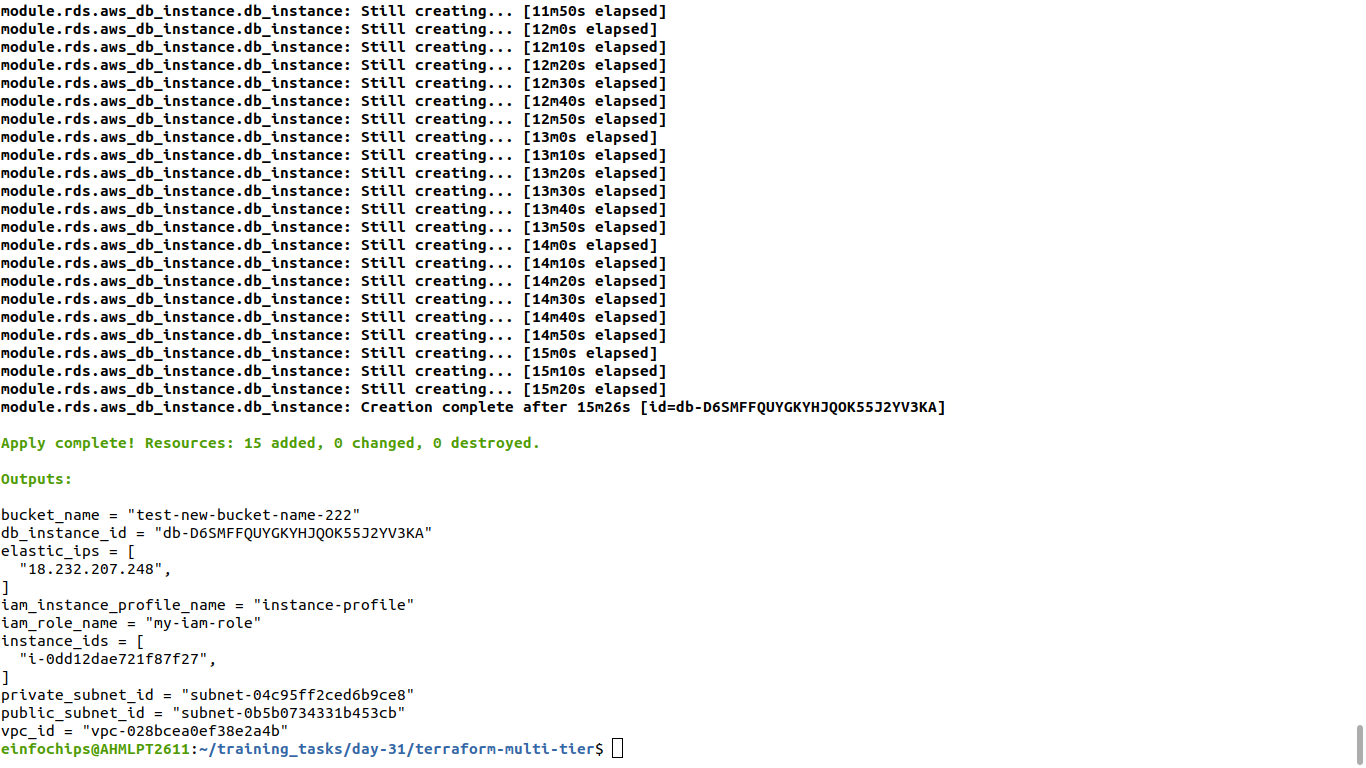 module.rds.aws_db_instance.db_instance: Still creating... [11m50s elapsed]
module.rds.aws_db_instance.db_instance: Still creating... [12m0s elapsed]
module.rds.aws_db_instance.db_instance: Still creating... [12m10s elapsed]
module.rds.aws_db_instance.db_instance: Still creating... [12m20s elapsed]
module.rds.aws_db_instance.db_instance: Still creating... [12m30s elapsed]
module.rds.aws_db_instance.db_instance: Still creating... [12m40s elapsed]
module.rds.aws_db_instance.db_instance: Still creating... [12m50s elapsed]
module.rds.aws_db_instance.db_instance: Still creating... [13m0s elapsed]
module.rds.aws_db_instance.db_instance: Still creating... [13m10s elapsed]
module.rds.aws_db_instance.db_instance: Still creating... [13m20s elapsed]
module.rds.aws_db_instance.db_instance: Still creating... [13m30s elapsed]
module.rds.aws_db_instance.db_instance: Still creating... [13m40s elapsed]
module.rds.aws_db_instance.db_instance: Still creating... [13m50s elapsed]
module.rds.aws_db_instance.db_instance: Still creating... [14m0s elapsed]
module.rds.aws_db_instance.db_instance: Still creating... [14m10s elapsed]
module.rds.aws_db_instance.db_instance: Still creating... [14m20s elapsed]
module.rds.aws_db_instance.db_instance: Still creating... [14m30s elapsed]
module.rds.aws_db_instance.db_instance: Still creating... [14m40s elapsed]
module.rds.aws_db_instance.db_instance: Still creating... [14m50s elapsed]
module.rds.aws_db_instance.db_instance: Still creating... [15m0s elapsed]
module.rds.aws_db_instance.db_instance: Still creating... [15m10s elapsed]
module.rds.aws_db_instance.db_instance: Still creating... [15m20s elapsed]
module.rds.aws_db_instance.db_instance: Creation complete after 15m26s [id=db-D6SMFFQUYGKYHJQOK55J2YV3KA]
Apply complete! Resources: 15 added, 0 changed, 0 destroyed.
Outputs:
bucket_name = "test-new-bucket-name-222"
db_instance_id = "db-D6SMFFQUYGKYHJQOK55J2YV3KA"
elastic_ips = [
  "18.232.207.248",
]
iam_instance_profile_name = "instance-profile"
iam_role_name = "my-iam-role"
instance_ids = [
  "i-0dd12dae721f87f27",
]
private_subnet_id = "subnet-04c95ff2ced6b9ce8"
public_subnet_id = "subnet-0b5b0734331b453cb"
vpc_id = "vpc-028bcea0ef38e2a4b"
einfochips@AHMLPT2611:~/training_tasks/day-31/terraform-multi-tier$